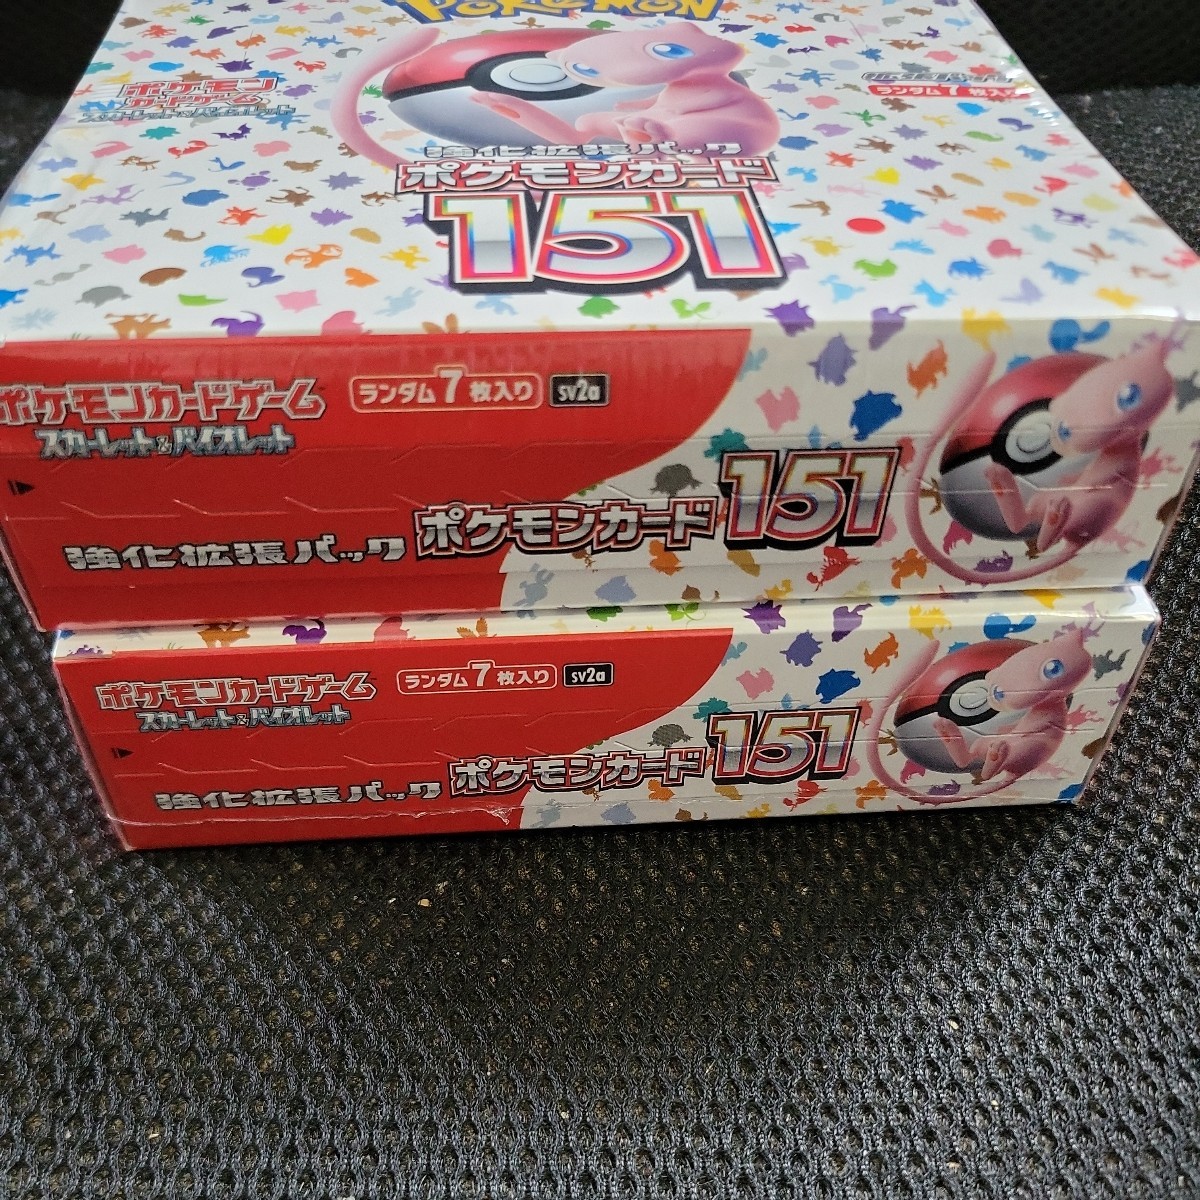 POKÉMON
ポケモン
カードゲーム
スカーレット&バイオレット
ランダム7枚入り
強化拡張パック
ポケモンカード
151
ポケモンカードゲーム
スカーレット&バイオレット
ランダム7枚入り sv2a
強化拡張パック ポケモンカード 151
ポケモンカードゲーム
スカーレット&バイオレット
ランダム7枚入り sv2a
強化拡張パック ポケモンカード 151